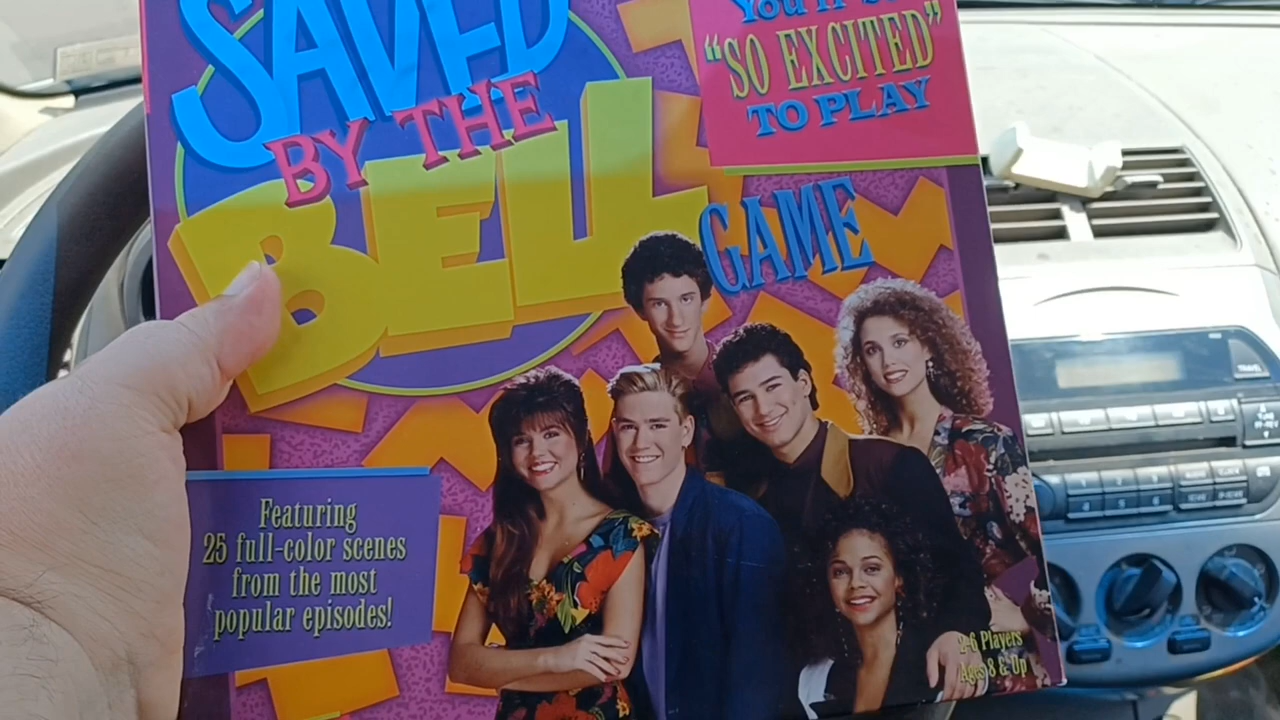 SAVED
BY THE
BELL
"SO EXCITED"
TO PLAY
GAME
Featuring
25 full-color scenes
from the most
popular episodes!
2-6 Players
Ages 8 & Up